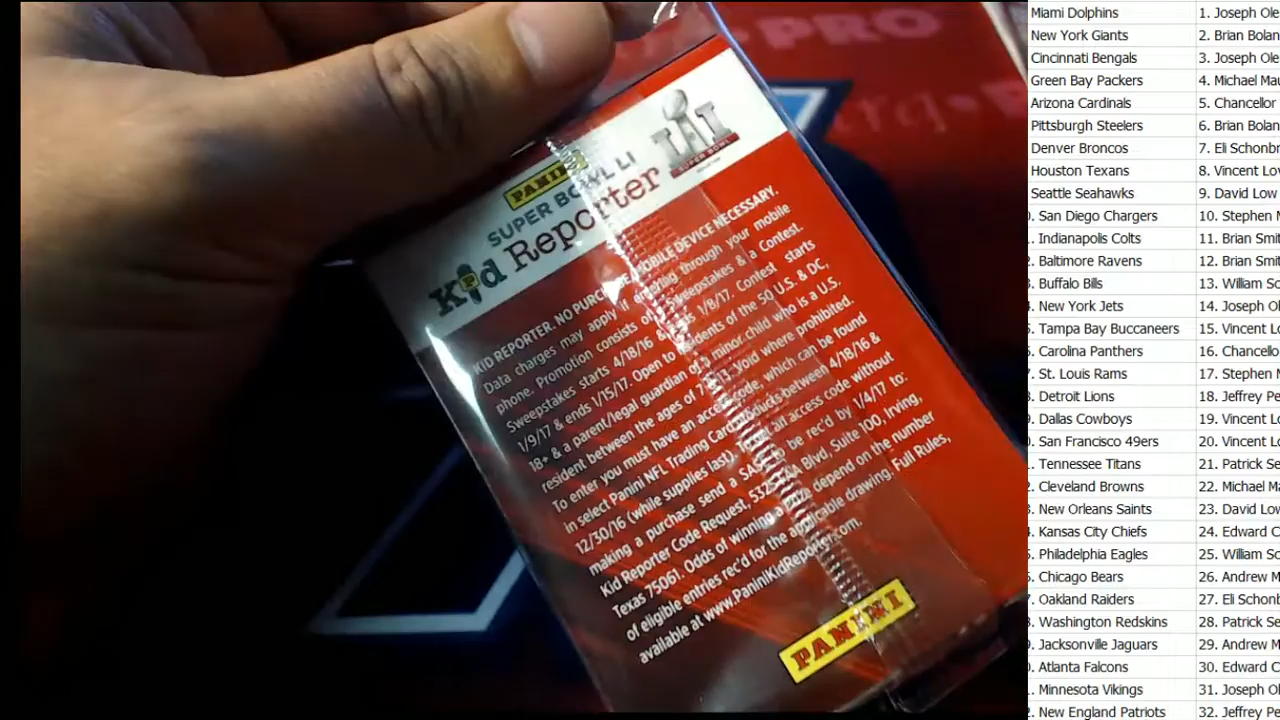 PRO
PANINI
SUPER BOWL LI
Kid Reporter
LI
SUPER BOWL
KID REPORTER. NO PURCH MOBILE DEVICE NECESSARY.
Data charges may apply if entering through your mobile
phone. Promotion consists of a Sweepstakes & a Contest.
Sweepstakes starts 4/18/16 & ends 1/8/17. Contest starts
1/9/17 & ends 1/15/17. Open to residents of the 50 U.S. & DC,
18+ & a parent/legal guardian of a minor child who is a U.S.
resident between the ages of Void where prohibited.
To enter you must have an access code, which can be found
in select Panini NFL Trading Card products between 4/18/16 &
12/30/16 (while supplies last). an access code without
making a purchase send a SAS to be rec'd by 1/4/17 to:
Kid Reporter Code Request, 5325 Blvd, Suite 100, Irving,
Texas 75061. Odds of winning a prize depend on the number
of eligible entries rec'd for the applicable drawing. Full Rules,
available at www.PaniniKidReporter.com.
PANINI
Miami Dolphins 1. Joseph Ole
New York Giants 2. Brian Bolan
Cincinnati Bengals 3. Joseph Ole
Green Bay Packers 4. Michael Mau
Arizona Cardinals 5. Chancellor
Pittsburgh Steelers 6. Brian Bolan
Denver Broncos 7. Eli Schonbr
Houston Texans 8. Vincent Lov
Seattle Seahawks 9. David Low
San Diego Chargers 10. Stephen
Indianapolis Colts 11. Brian Smit
Baltimore Ravens 12. Brian Smit
Buffalo Bills 13. William Sc
New York Jets 14. Joseph O
Tampa Bay Buccaneers 15. Vincent L
Carolina Panthers 16. Chancello
St. Louis Rams 17. Stephen
Detroit Lions 18. Jeffrey Pe
Dallas Cowboys 19. Vincent Lo
San Francisco 49ers 20. Vincent Lo
Tennessee Titans 21. Patrick Se
Cleveland Browns 22. Michael Ma
New Orleans Saints 23. David Low
Kansas City Chiefs 24. Edward C
Philadelphia Eagles 25. William Sc
Chicago Bears 26. Andrew M
Oakland Raiders 27. Eli Schonb
Washington Redskins 28. Patrick Se
Jacksonville Jaguars 29. Andrew M
Atlanta Falcons 30. Edward C
Minnesota Vikings 31. Joseph Ol
New England Patriots 32. Jeffrey Pe